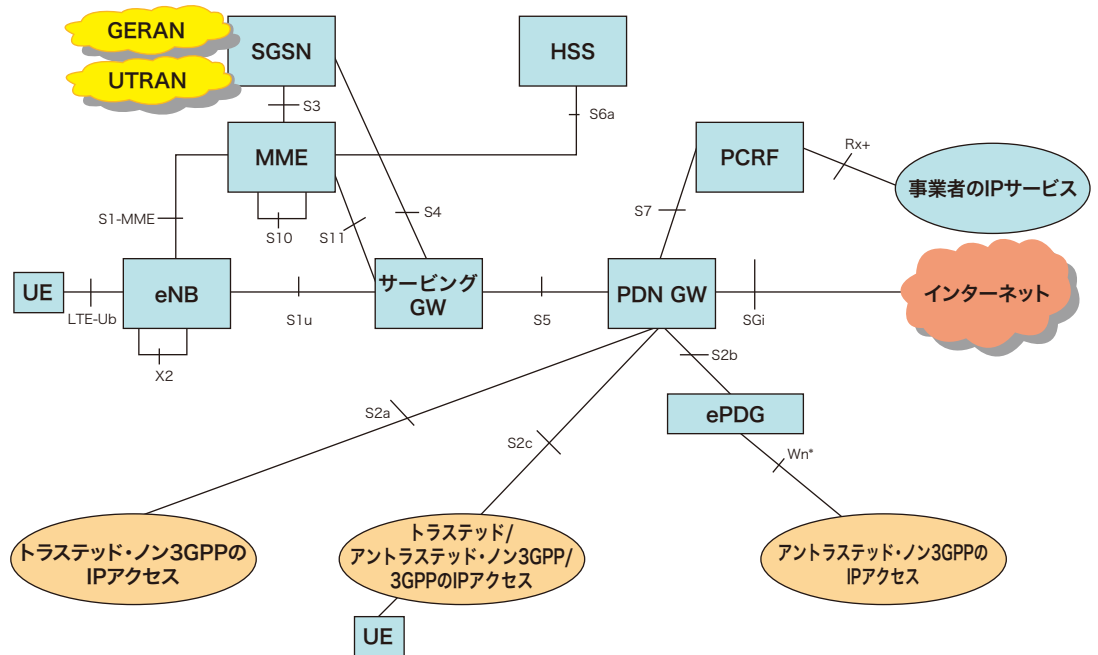 GERAN
SGSN
HSS
UTRAN
S3
S6a
MME
PCRF
Rx+
事業者のIPサービス
S1-MME
S10
S11
S4
S7
UE
eNB
サービング
GW
PDN GW
インターネット
LTE-Ub
S1u
S5
SGi
X2
S2b
ePDG
S2a
S2c
Wn*
トラステッド・ノン3GPPの
IPアクセス
トラステッド/
アントラステッド・ノン3GPP/
3GPPのIPアクセス
アントラステッド・ノン3GPPの
IPアクセス
UE